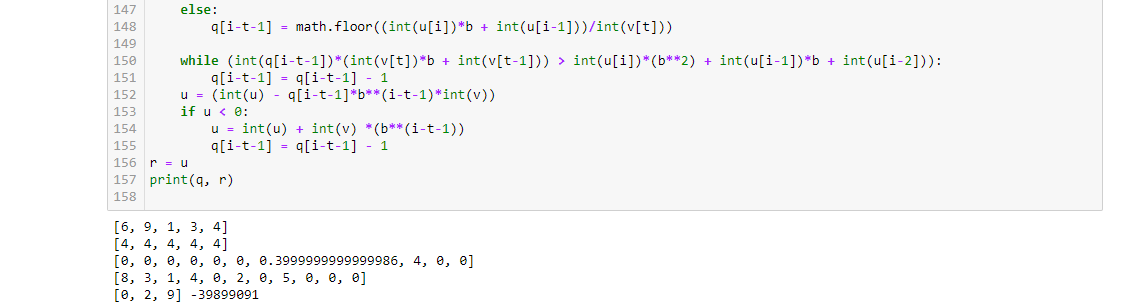 147 else:
148 q[i-t-1] = math.floor((int(u[i])*b + int(u[i-1]))/int(v[t]))
149
150 while (int(q[i-t-1])*(int(v[t])*b + int(v[t-1])) > int(u[i])*(b**2) + int(u[i-1])*b + int(u[i-2])):
151 q[i-t-1] = q[i-t-1] - 1
152 u = (int(u) - q[i-t-1]*b**(i-t-1)*int(v))
153 if u < 0:
154 u = int(u) + int(v) *(b**(i-t-1))
155 q[i-t-1] = q[i-t-1] - 1
156 r = u
157 print(q, r)
158
[6, 9, 1, 3, 4]
[4, 4, 4, 4, 4]
[0, 0, 0, 0, 0, 0, 0.3999999999999986, 4, 0, 0]
[8, 3, 1, 4, 0, 2, 0, 5, 0, 0, 0]
[0, 2, 9] -39899091